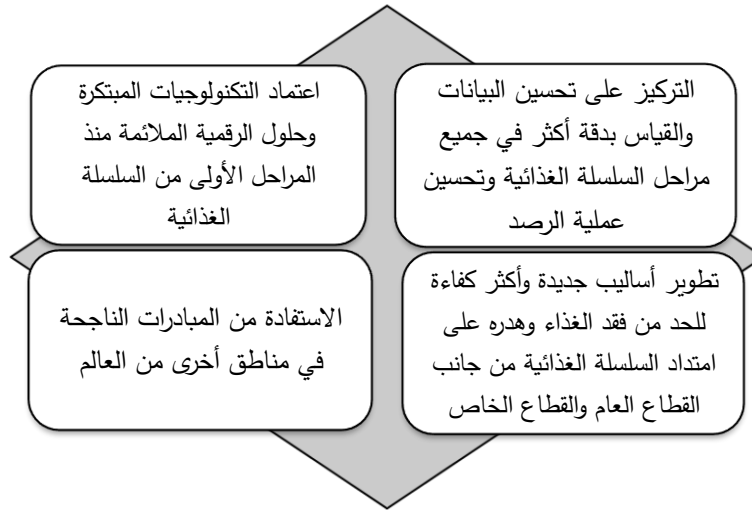 التركيز على تحسين البيانات
والقياس بدقة أكثر في جميع
مراحل السلسلة الغذائية وتحسين
عملية الرصد
اعتماد التكنولوجيات المبتكرة
وحلول الرقمية الملائمة منذ
المراحل الأولى من السلسلة
الغذائية
تطوير أساليب جديدة وأكثر كفاءة
للحد من فقد الغذاء وهدره على
امتداد السلسلة الغذائية من جانب
القطاع العام والقطاع الخاص
الاستفادة من المبادرات الناجحة
في مناطق أخرى من العالم